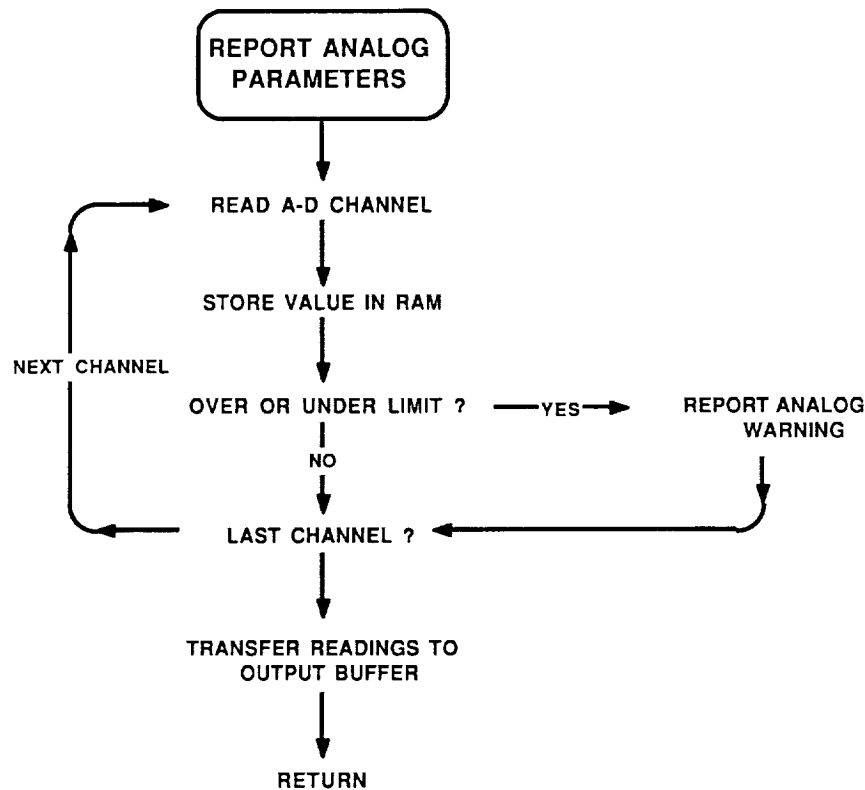 REPORT ANALOG
PARAMETERS
READ A-D CHANNEL
STORE VALUE IN RAM
NEXT CHANNEL
OVER OR UNDER LIMIT ?
YES
REPORT ANALOG
WARNING
NO
LAST CHANNEL ?
TRANSFER READINGS TO
OUTPUT BUFFER
RETURN